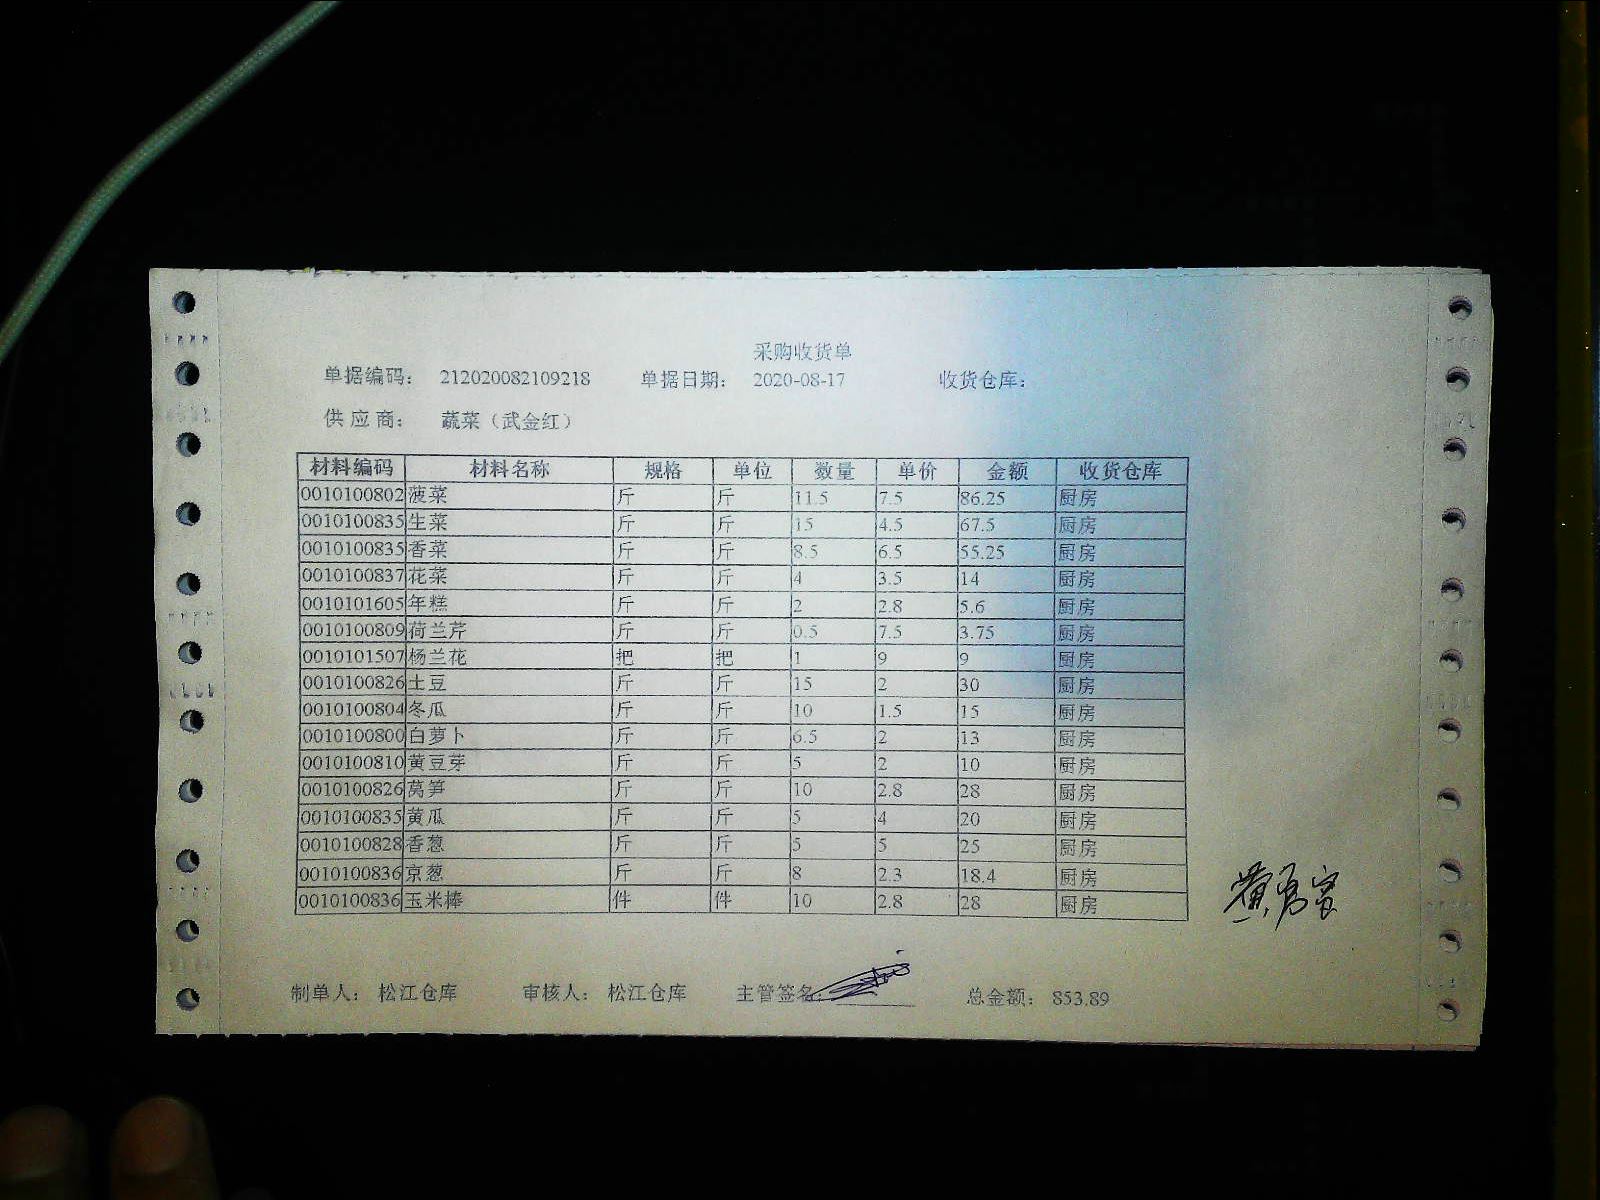 采购收货单
单据编码： 212020082109218 单据日期： 2020-08-17 收货仓库：
供应商： 蔬菜（武金红）
材料编码 材料名称 规格 单位 数量 单价 金额 收货仓库
0010100802 菠菜 斤 斤 11.5 7.5 86.25 厨房
0010100835 生菜 斤 斤 15 4.5 67.5 厨房
0010100835 香菜 斤 斤 8.5 6.5 55.25 厨房
0010100837 花菜 斤 斤 4 3.5 14 厨房
0010101605 年糕 斤 斤 2 2.8 5.6 厨房
0010100809 荷兰芹 斤 斤 0.5 7.5 3.75 厨房
0010101507 杨兰花 把 把 1 9 9 厨房
0010100826 土豆 斤 斤 15 2 30 厨房
0010100804 冬瓜 斤 斤 10 1.5 15 厨房
0010100800 白萝卜 斤 斤 6.5 2 13 厨房
0010100810 黄豆芽 斤 斤 5 2 10 厨房
0010100826 莴笋 斤 斤 10 2.8 28 厨房
0010100835 黄瓜 斤 斤 5 4 20 厨房
0010100828 香葱 斤 斤 5 5 25 厨房
0010100836 京葱 斤 斤 8 2.3 18.4 厨房
0010100836 玉米棒 件 件 10 2.8 28 厨房
制单人： 松江仓库 审核人： 松江仓库 主管签名： 总金额： 853.89